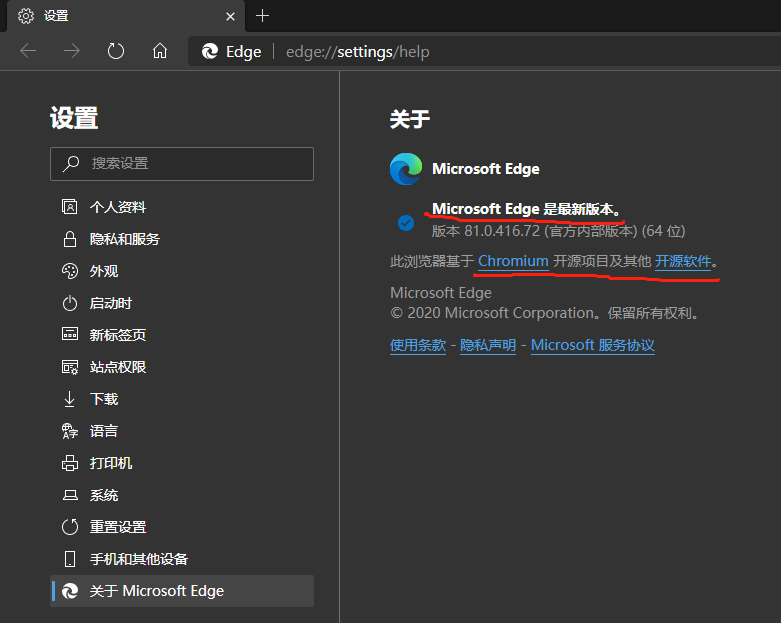 设置
Edge
edge://settings/help
设置
搜索设置
个人资料
隐私和服务
外观
启动时
新标签页
站点权限
下载
语言
打印机
系统
重置设置
手机和其他设备
关于 Microsoft Edge
关于
Microsoft Edge
Microsoft Edge 是最新版本。
版本 81.0.416.72 (官方内部版本) (64 位)
此浏览器基于 Chromium 开源项目及其他 开源软件。
Microsoft Edge
© 2020 Microsoft Corporation。保留所有权利。
使用条款 - 隐私声明 - Microsoft 服务协议